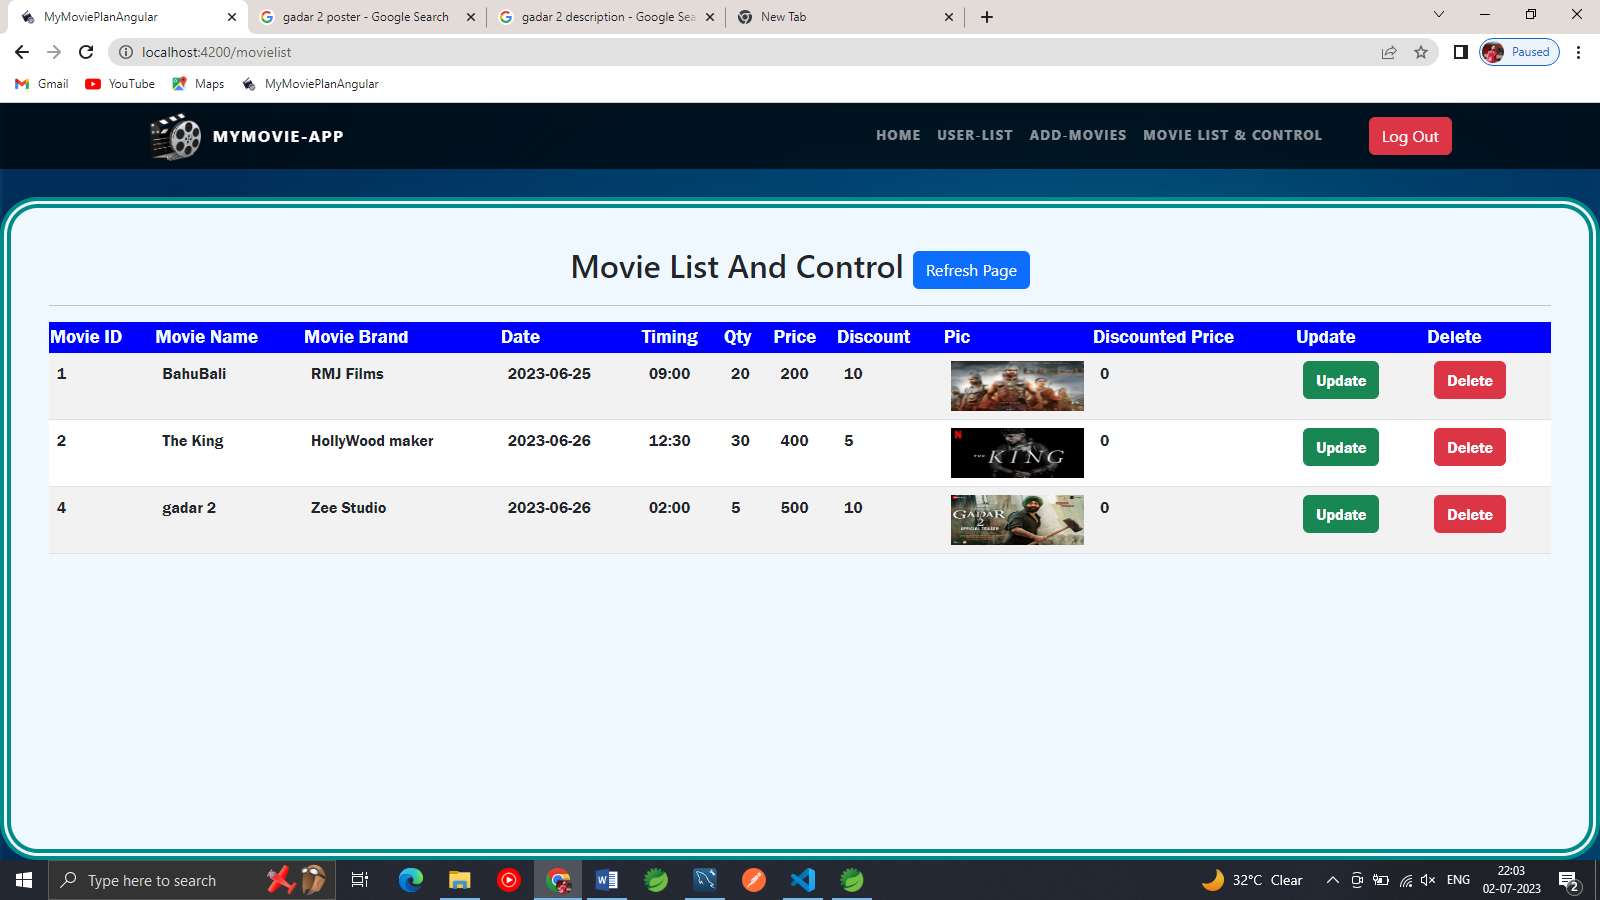 MyMoviePlanAngular
gadar 2 poster - Google Search
gadar 2 description - Google Sea
New Tab
localhost:4200/movielist
Paused
Gmail
YouTube
Maps
MyMoviePlanAngular
MYMOVIE-APP
HOME
USER-LIST
ADD-MOVIES
MOVIE LIST & CONTROL
Log Out
Movie List And Control
Refresh Page
Movie ID Movie Name Movie Brand Date Timing Qty Price Discount Pic Discounted Price Update Delete
1 BahuBali RMJ Films 2023-06-25 09:00 20 200 10 0 Update Delete
2 The King HollyWood maker 2023-06-26 12:30 30 400 5 N THE KING 0 Update Delete
4 gadar 2 Zee Studio 2023-06-26 02:00 5 500 10 GADAR 2 OFFICIAL TEASER 0 Update Delete
Type here to search
32°C Clear
ENG
22:03
02-07-2023
2